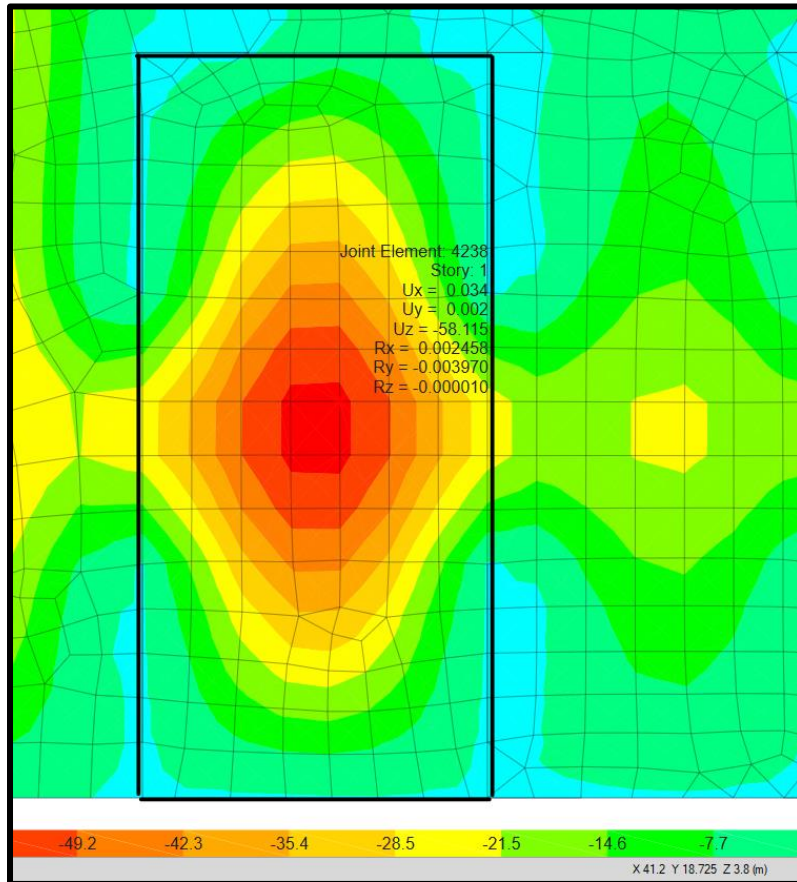 Joint Element: 4238
Story: 1
Ux = 0.034
Uy = 0.002
Uz = -58.115
Rx = 0.002458
Ry = -0.003970
Rz = -0.000010
-49.2 -42.3 -35.4 -28.5 -21.5 -14.6 -7.7
X 41.2 Y 18.725 Z 3.8 (m)